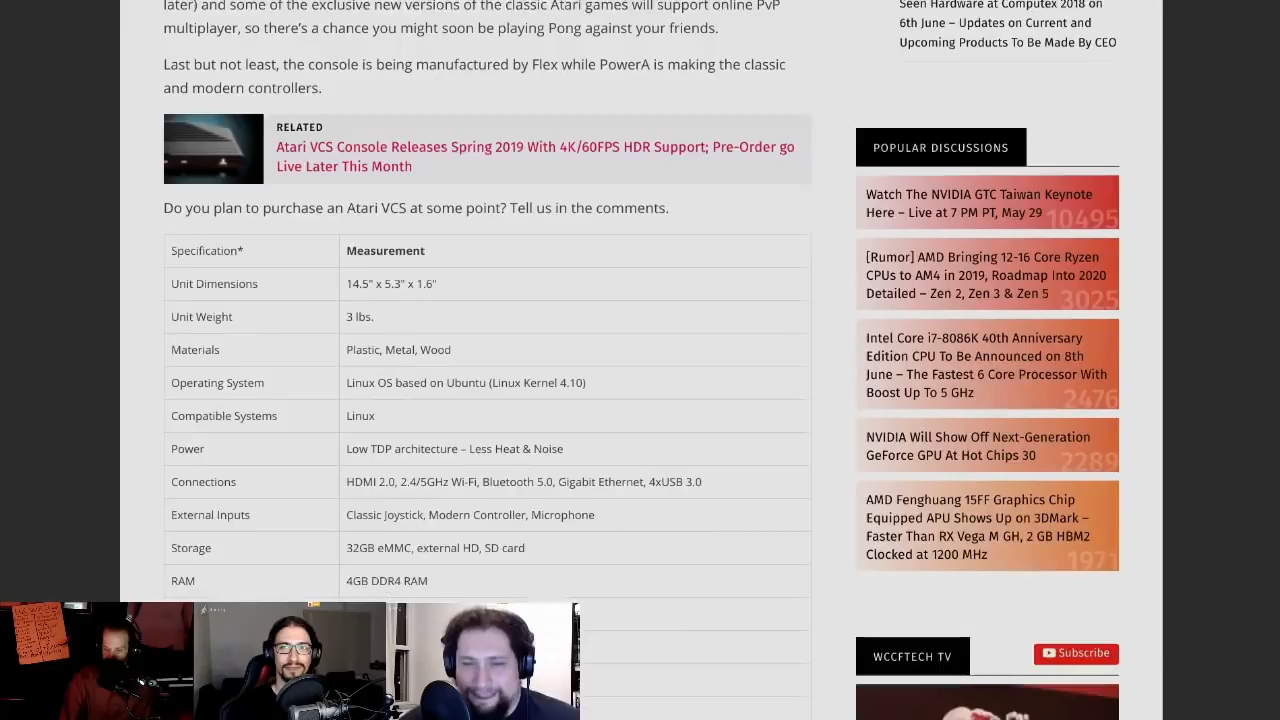 later) and some of the exclusive new versions of the classic Atari games will support online PvP
multiplayer, so there's a chance you might soon be playing Pong against your friends.
Last but not least, the console is being manufactured by Flex while PowerA is making the classic
and modern controllers.
RELATED
Atari VCS Console Releases Spring 2019 With 4K/60FPS HDR Support; Pre-Order go
Live Later This Month
Do you plan to purchase an Atari VCS at some point? Tell us in the comments.
Specification* Measurement
Unit Dimensions 14.5" x 5.3" x 1.6"
Unit Weight 3 lbs.
Materials Plastic, Metal, Wood
Operating System Linux OS based on Ubuntu (Linux Kernel 4.10)
Compatible Systems Linux
Power Low TDP architecture – Less Heat & Noise
Connections HDMI 2.0, 2.4/5GHz Wi-Fi, Bluetooth 5.0, Gigabit Ethernet, 4xUSB 3.0
External Inputs Classic Joystick, Modern Controller, Microphone
Storage 32GB eMMC, external HD, SD card
RAM 4GB DDR4 RAM
Seen Hardware at Computex 2018 on
6th June – Updates on Current and
Upcoming Products To Be Made By CEO
POPULAR DISCUSSIONS
Watch The NVIDIA GTC Taiwan Keynote
Here – Live at 7 PM PT, May 29
10495
[Rumor] AMD Bringing 12-16 Core Ryzen
CPUs to AM4 in 2019, Roadmap Into 2020
Detailed – Zen 2, Zen 3 & Zen 5
3025
Intel Core i7-8086K 40th Anniversary
Edition CPU To Be Announced on 8th
June – The Fastest 6 Core Processor With
Boost Up To 5 GHz
2476
NVIDIA Will Show Off Next-Generation
GeForce GPU At Hot Chips 30
2289
AMD Fenghuang 15FF Graphics Chip
Equipped APU Shows Up on 3DMark –
Faster Than RX Vega M GH, 2 GB HBM2
Clocked at 1200 MHz
1971
WCCFTECH TV
Subscribe